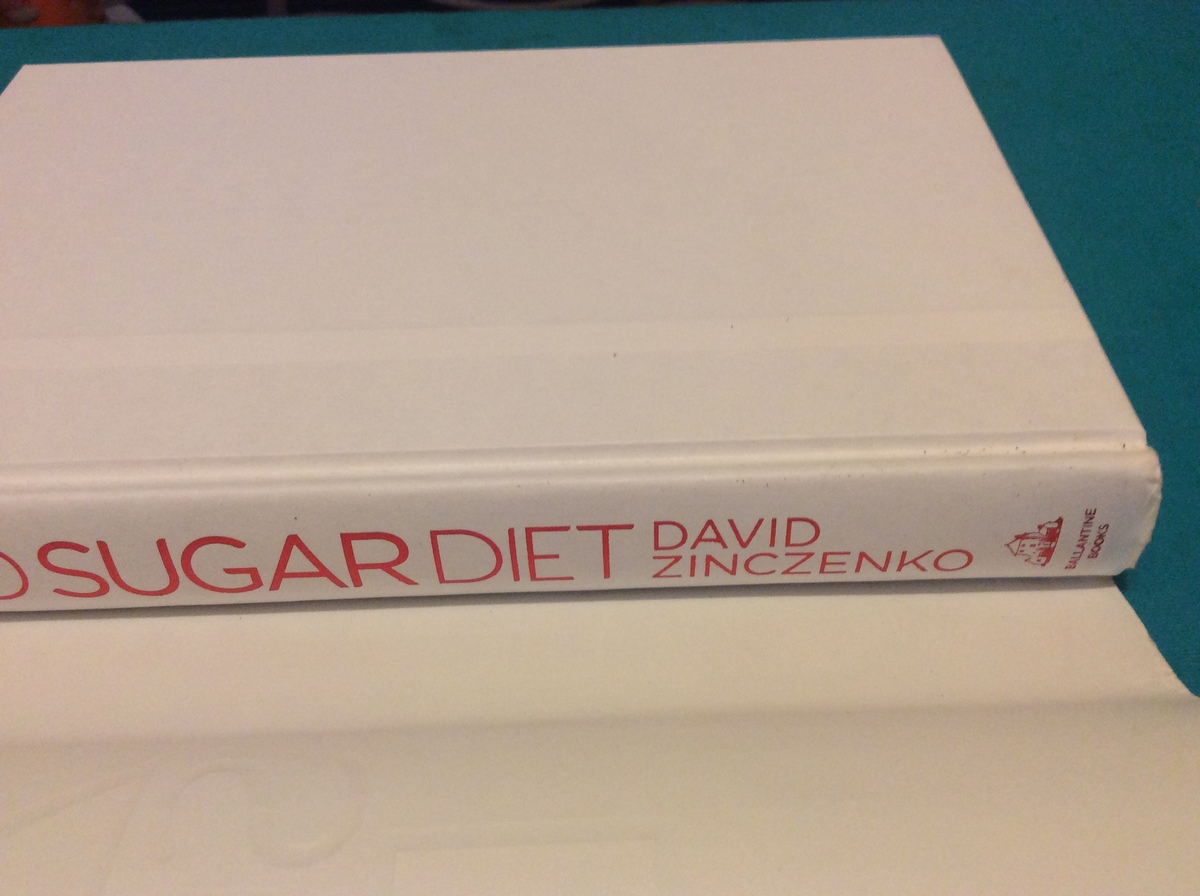 SUGAR DIET
DAVID
ZINCZENKO
BALLANTINE
BOOKS